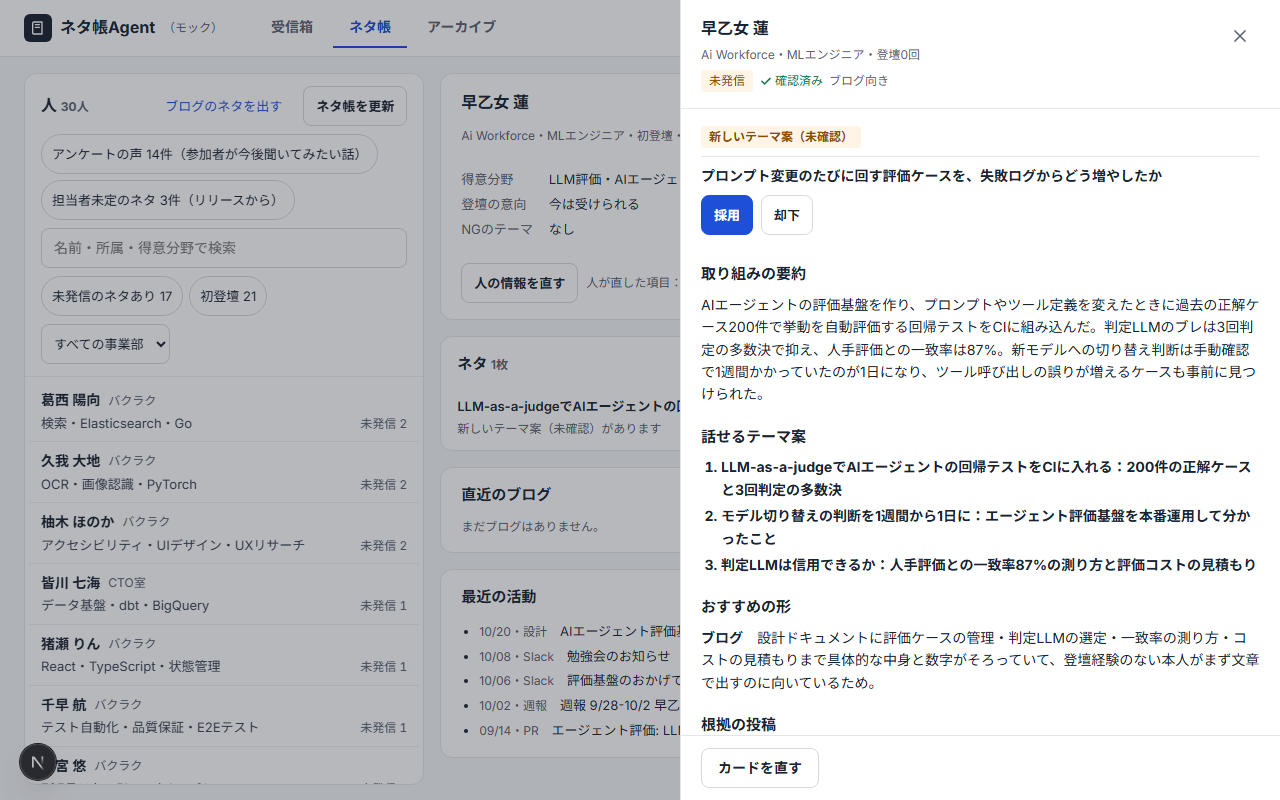 ネタ帳Agent （モック） 受信箱 ネタ帳 アーカイブ
人 30人 ブログのネタを出す ネタ帳を更新
アンケートの声 14件（参加者が今後聞いてみたい話）
担当者未定のネタ 3件（リリースから）
名前・所属・得意分野で検索
未発信のネタあり 17 初登壇 21
すべての事業部
葛西 陽向 バクラク
検索・Elasticsearch・Go 未発信 2
久我 大地 バクラク
OCR・画像認識・PyTorch 未発信 2
柚木 ほのか バクラク
アクセシビリティ・UIデザイン・UXリサーチ 未発信 2
皆川 七海 CTO室
データ基盤・dbt・BigQuery 未発信 1
猪瀬 りん バクラク
React・TypeScript・状態管理 未発信 1
千早 航 バクラク
テスト自動化・品質保証・E2Eテスト 未発信 1
宮 悠 バクラク
N
早乙女 蓮
Ai Workforce・MLエンジニア・初登壇・
得意分野 LLM評価・AIエージェ
登壇の意向 今は受けられる
NGのテーマ なし
人の情報を直す 人が直した項目：
ネタ 1枚
LLM-as-a-judgeでAIエージェントの
新しいテーマ案（未確認）があります
直近のブログ
まだブログはありません。
最近の活動
10/20・設計 AIエージェント評価
10/08・Slack 勉強会のお知らせ
10/06・Slack 評価基盤のおかげで
10/02・週報 週報 9/28-10/2 早乙
09/14・PR エージェント評価: LL
早乙女 蓮
Ai Workforce・MLエンジニア・登壇0回
未発信 確認済み ブログ向き
新しいテーマ案（未確認）
プロンプト変更のたびに回す評価ケースを、失敗ログからどう増やしたか
採用 却下
取り組みの要約
AIエージェントの評価基盤を作り、プロンプトやツール定義を変えたときに過去の正解ケ
ース200件で挙動を自動評価する回帰テストをCIに組み込んだ。判定LLMのブレは3回判
定の多数決で抑え、人手評価との一致率は87%。新モデルへの切り替え判断は手動確認
で1週間かかっていたのが1日になり、ツール呼び出しの誤りが増えるケースも事前に見つ
けられた。
話せるテーマ案
1. LLM-as-a-judgeでAIエージェントの回帰テストをCIに入れる：200件の正解ケース
と3回判定の多数決
2. モデル切り替えの判断を1週間から1日に：エージェント評価基盤を本番運用して分か
ったこと
3. 判定LLMは信用できるか：人手評価との一致率87%の測り方と評価コストの見積もり
おすすめの形
ブログ 設計ドキュメントに評価ケースの管理・判定LLMの選定・一致率の測り方・コ
ストの見積もりまで具体的な中身と数字がそろっていて、登壇経験のない本人がまず文章
で出すのに向いているため。
根拠の投稿
カードを直す